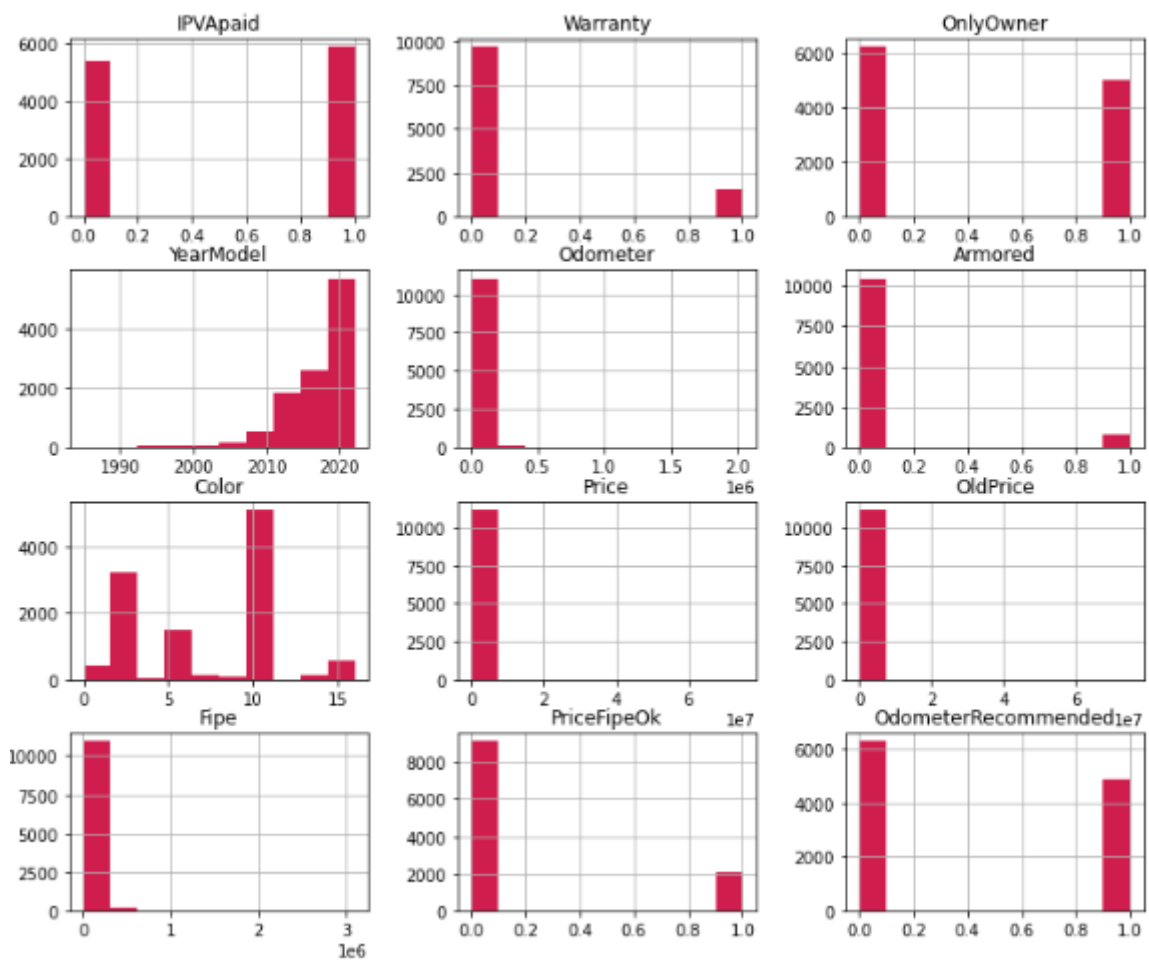 IPVApaid Warranty OnlyOwner
6000 10000 6000
4000 7500 4000
2000 5000 2000
0 2500 0
0
0.0 0.2 0.4 0.6 0.8 1.0 0.0 0.2 0.4 0.6 0.8 1.0 0.0 0.2 0.4 0.6 0.8 1.0
YearModel Odometer Armored
4000 10000 10000
2000 7500 7500
0 5000 5000
2500 2500
0 0
1990 2000 2010 2020 0.0 0.5 1.0 1.5 2.0 0.0 0.2 0.4 0.6 0.8 1.0
1e6
Color Price OldPrice
4000 10000 10000
2000 7500 7500
0 5000 5000
2500 2500
0 0
0 5 10 15 0 2 4 6 0 2 4 6
1e7 1e7
Fipe PriceFipeOk OdometerRecommended
10000 8000 6000
7500 6000 4000
5000 4000 2000
2500 2000 0
0 0
0 1 2 3 0.0 0.2 0.4 0.6 0.8 1.0 0.0 0.2 0.4 0.6 0.8 1.0
1e6